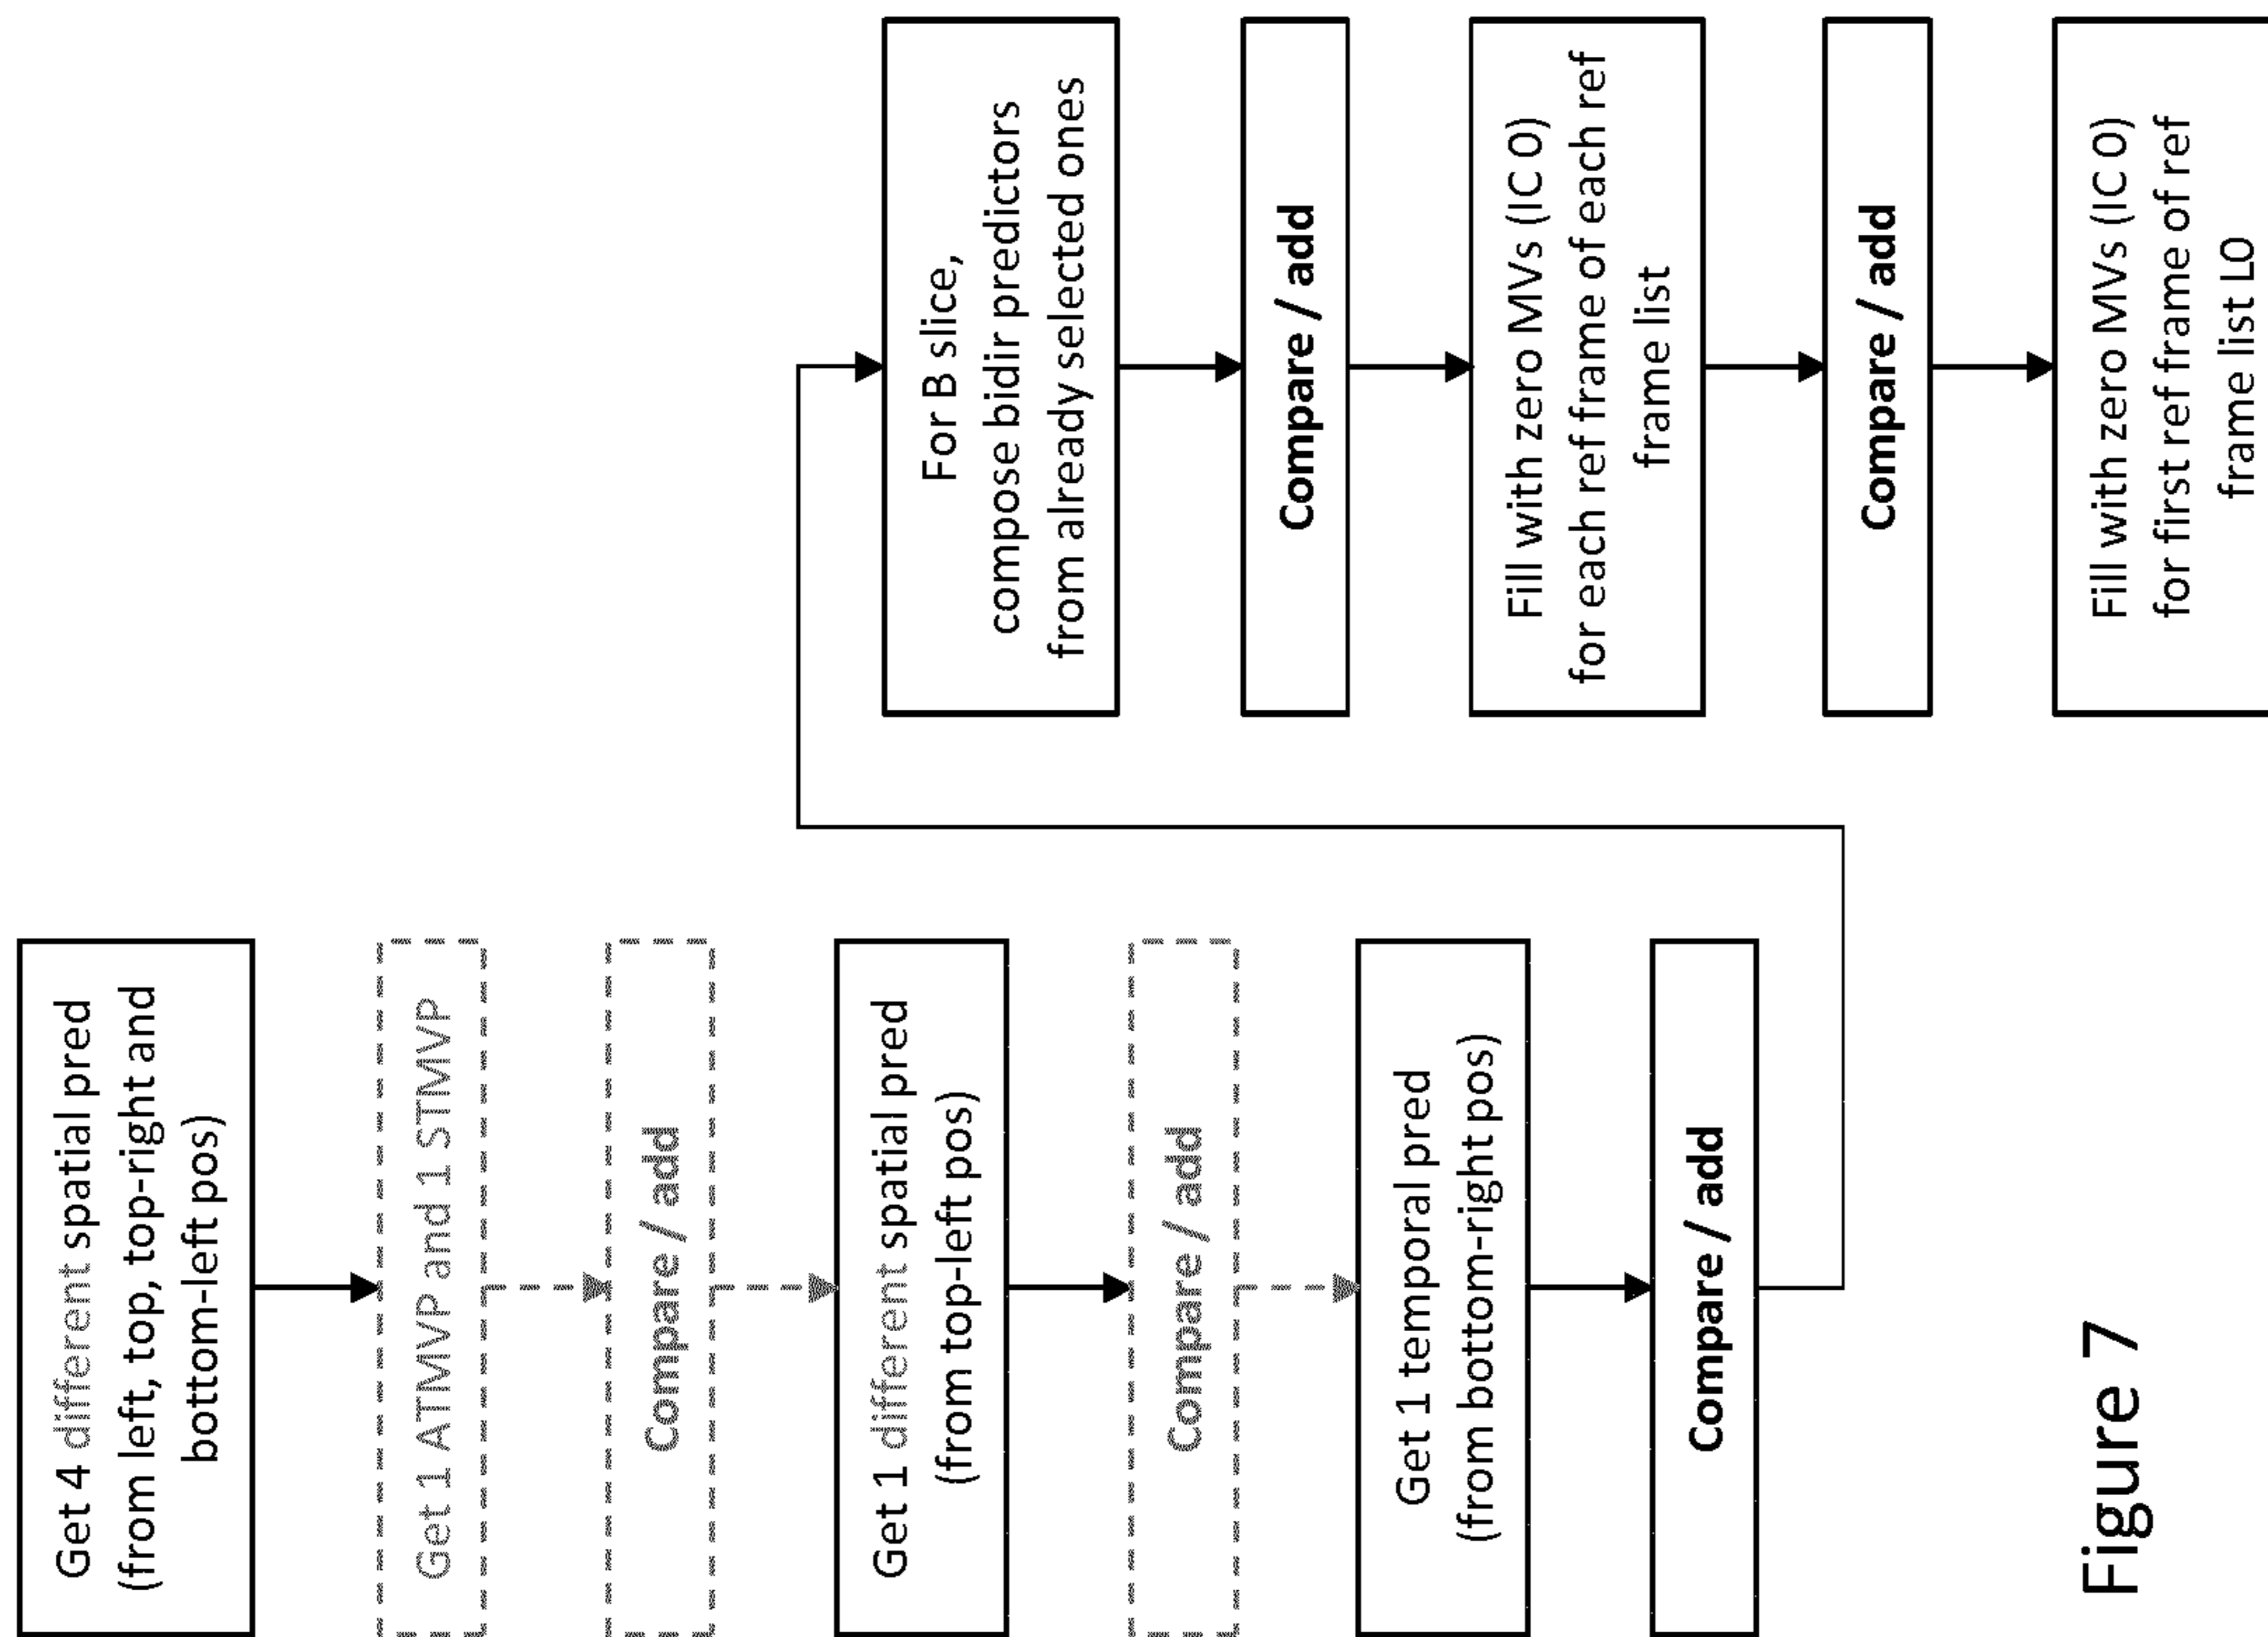 Get 4 different spatial pred
(from left, top, top-right and
bottom-left pos)
Get 1 ATMVP and 1 STMVP
Compare / add
Get 1 different spatial pred
(from top-left pos)
Compare / add
Get 1 temporal pred
(from bottom-right pos)
Compare / add
For B slice,
compose bidir predictors
from already selected ones
Compare / add
Fill with zero MVs (IC 0)
for each ref frame of each ref
frame list
Compare / add
Fill with zero MVs (IC 0)
for first ref frame of ref
frame list L0
Figure 7